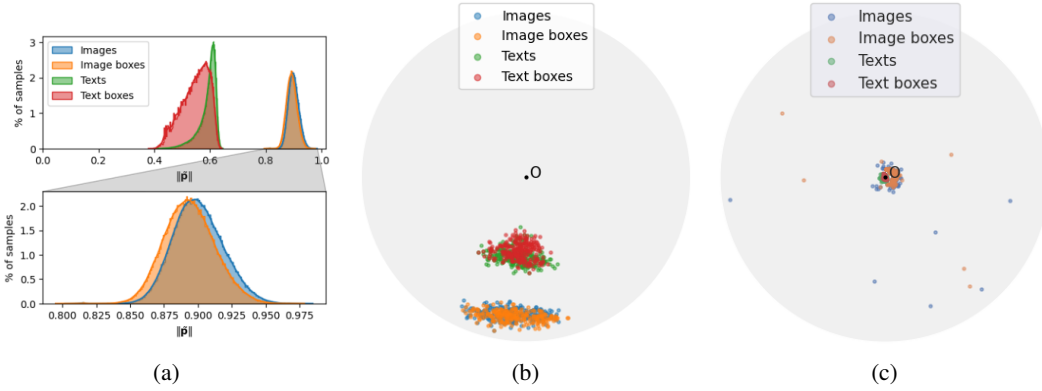 Images
Image boxes
Texts
Text boxes
% of samples
0
1
2
3
0.0 0.2 0.4 0.6 0.8 1.0
‖p̄‖
% of samples
0.0
0.5
1.0
1.5
2.0
0.800 0.825 0.850 0.875 0.900 0.925 0.950 0.975
‖p̄‖
(a)
Images
Image boxes
Texts
Text boxes
O
(b)
Images
Image boxes
Texts
Text boxes
O
(c)